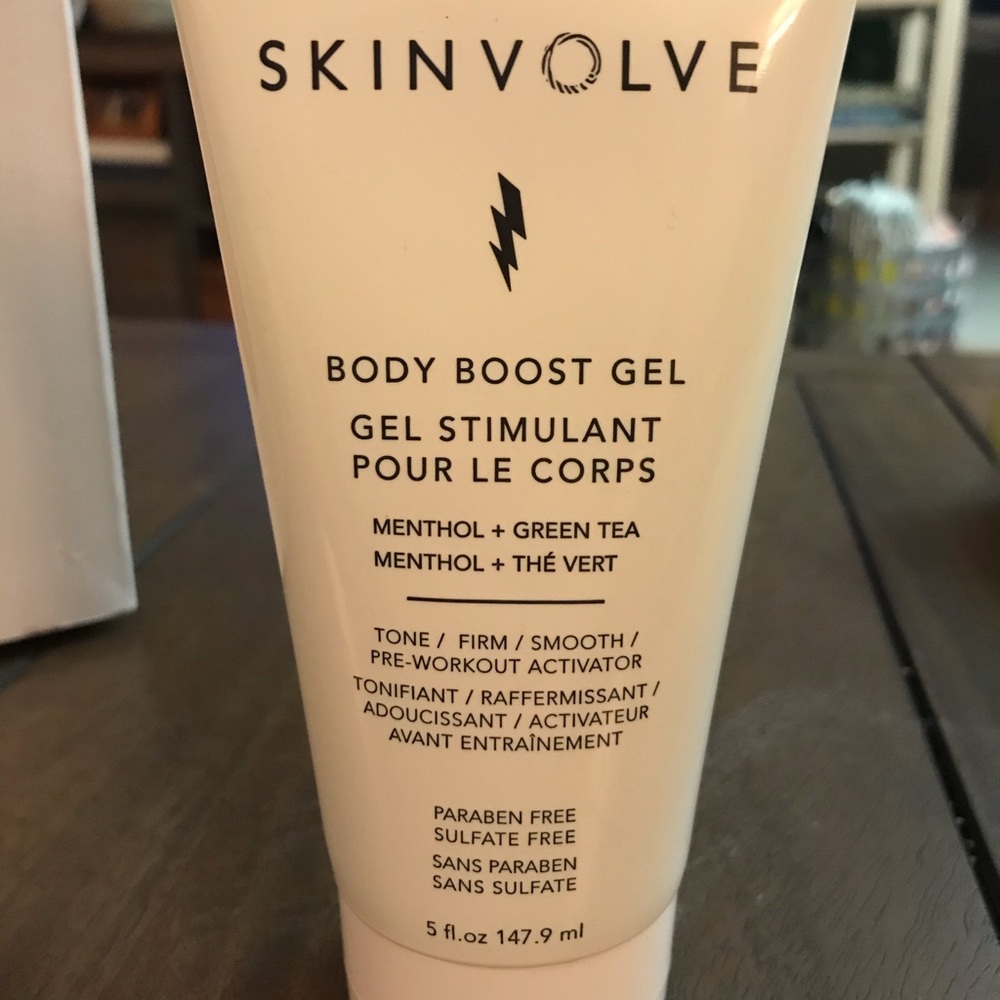 SKINVOLVE
BODY BOOST GEL
GEL STIMULANT
POUR LE CORPS
MENTHOL + GREEN TEA
MENTHOL + THÉ VERT
TONE / FIRM / SMOOTH /
PRE-WORKOUT ACTIVATOR
TONIFIANT / RAFFERMISSANT /
ADOUCISSANT / ACTIVATEUR
AVANT ENTRAÎNEMENT
PARABEN FREE
SULFATE FREE
SANS PARABEN
SANS SULFATE
5 fl.oz 147.9 ml